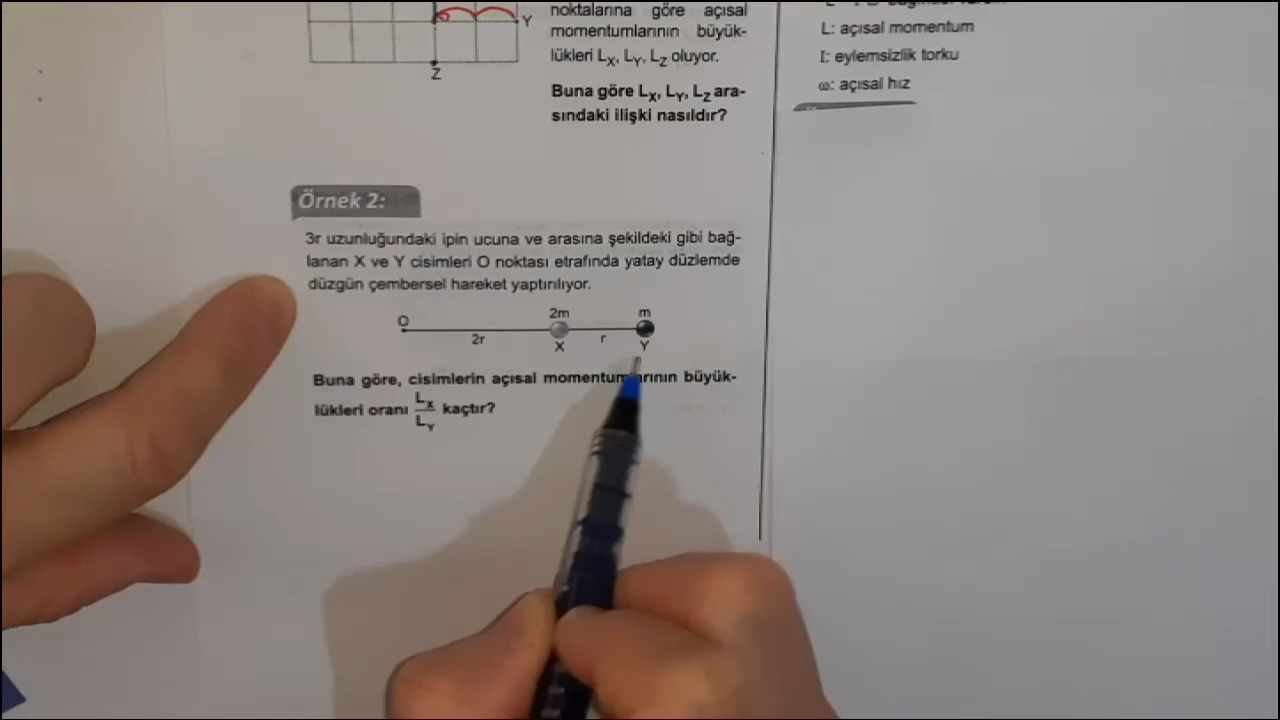 Y
Z
noktalarına göre açısal
momentumlarının büyük-
lükleri LX, LY, LZ oluyor.
Buna göre LX, LY, LZ ara-
sındaki ilişki nasıldır?
L: açısal momentum
I: eylemsizlik torku
ω: açısal hız
Örnek 2:
3r uzunluğundaki ipin ucuna ve arasına şekildeki gibi bağ-
lanan X ve Y cisimleri O noktası etrafında yatay düzlemde
düzgün çembersel hareket yaptırılıyor.
O 2m m
2r X r Y
Buna göre, cisimlerin açısal momentumlarının büyük-
lükleri oranı LX/LY kaçtır?